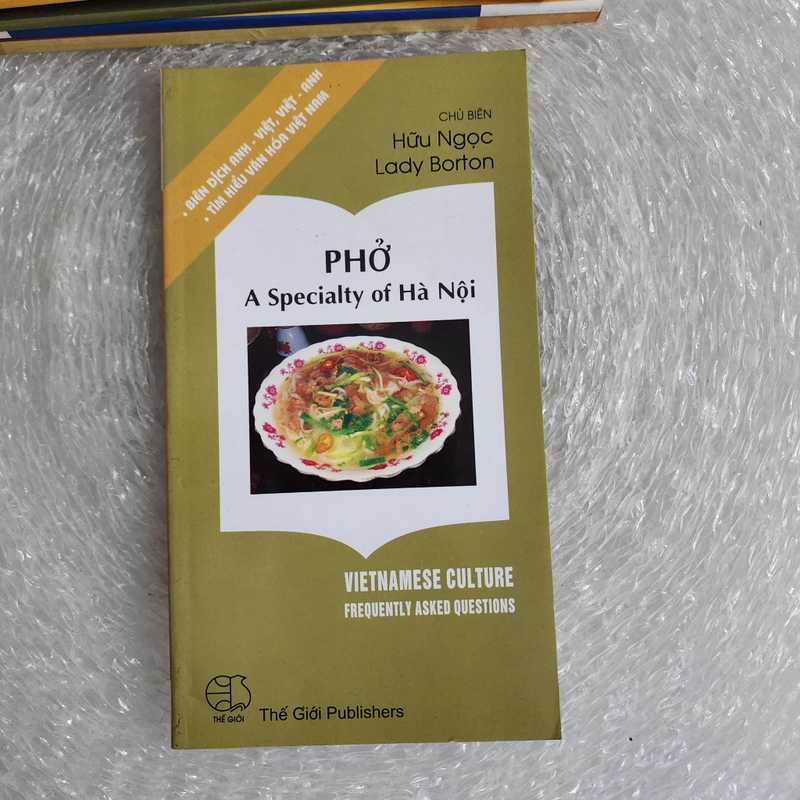 • BIÊN DỊCH ANH - VIỆT, VIỆT - ANH
• TÌM HIỂU VĂN HÓA VIỆT NAM
CHỦ BIÊN
Hữu Ngọc
Lady Borton
PHỞ
A Specialty of Hà Nội
VIETNAMESE CULTURE
FREQUENTLY ASKED QUESTIONS
THẾ GIỚI
Thế Giới Publishers